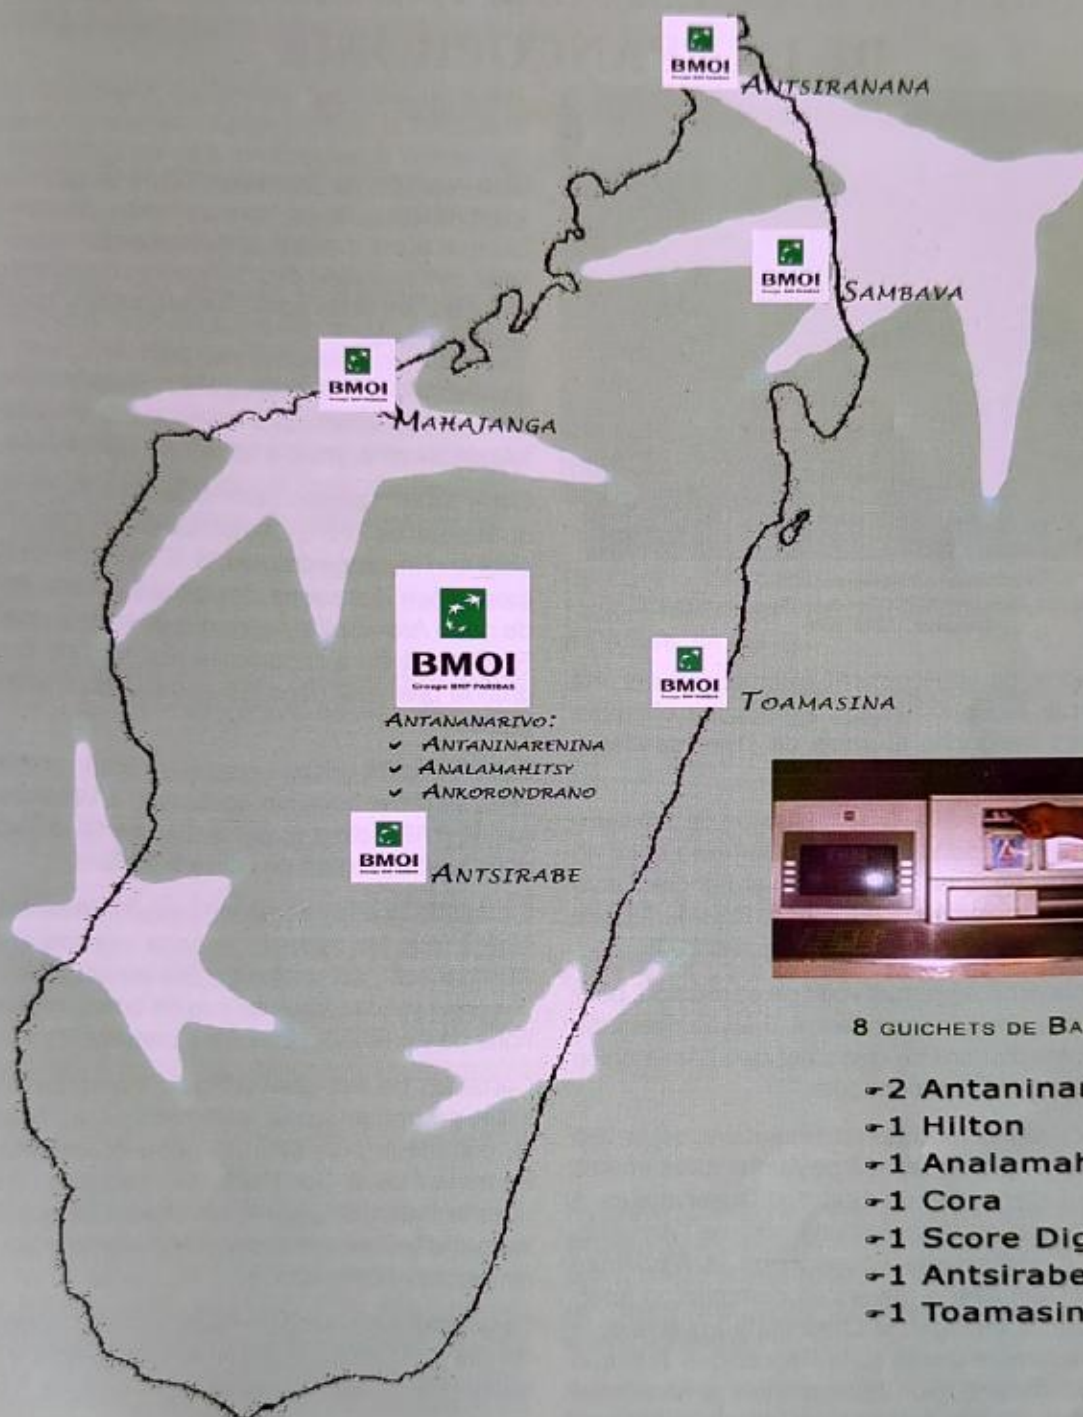 BMOI
ANTSIRANANA
BMOI
SAMBAVA
BMOI
MAHAJANGA
BMOI
Groupe BNP PARIBAS
BMOI
TOAMASINA
ANTANANARIVO:
✓ ANTANINARENINA
✓ ANALAMAHITSY
✓ ANKORONDRANO
BMOI
ANTSIRABE
8 GUICHETS DE BA
☞2 Antaninar
☞1 Hilton
☞1 Analamah
☞1 Cora
☞1 Score Dig
☞1 Antsirabe
☞1 Toamasin